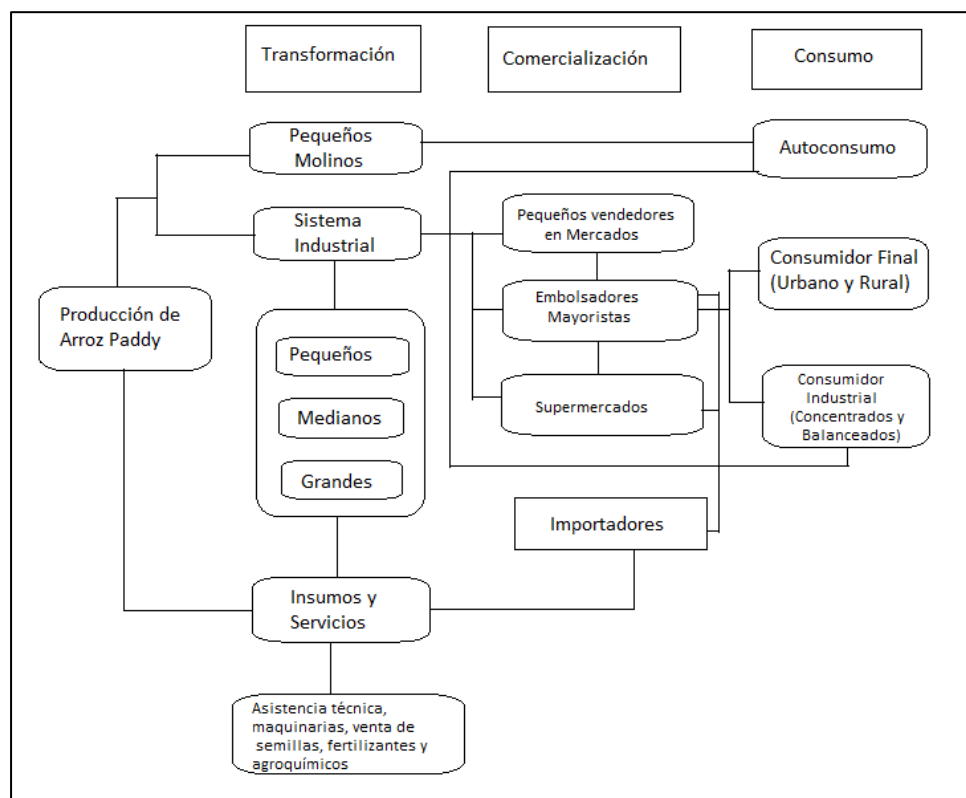 Transformación
Comercialización
Consumo
Pequeños
Molinos
Autoconsumo
Sistema
Industrial
Pequeños vendedores
en Mercados
Consumidor Final
(Urbano y Rural)
Producción de
Arroz Paddy
Embolsadores
Mayoristas
Pequeños
Medianos
Grandes
Supermercados
Consumidor
Industrial
(Concentrados y
Balanceados)
Importadores
Insumos y
Servicios
Asistencia técnica,
maquinarias, venta de
semillas, fertilizantes y
agroquímicos